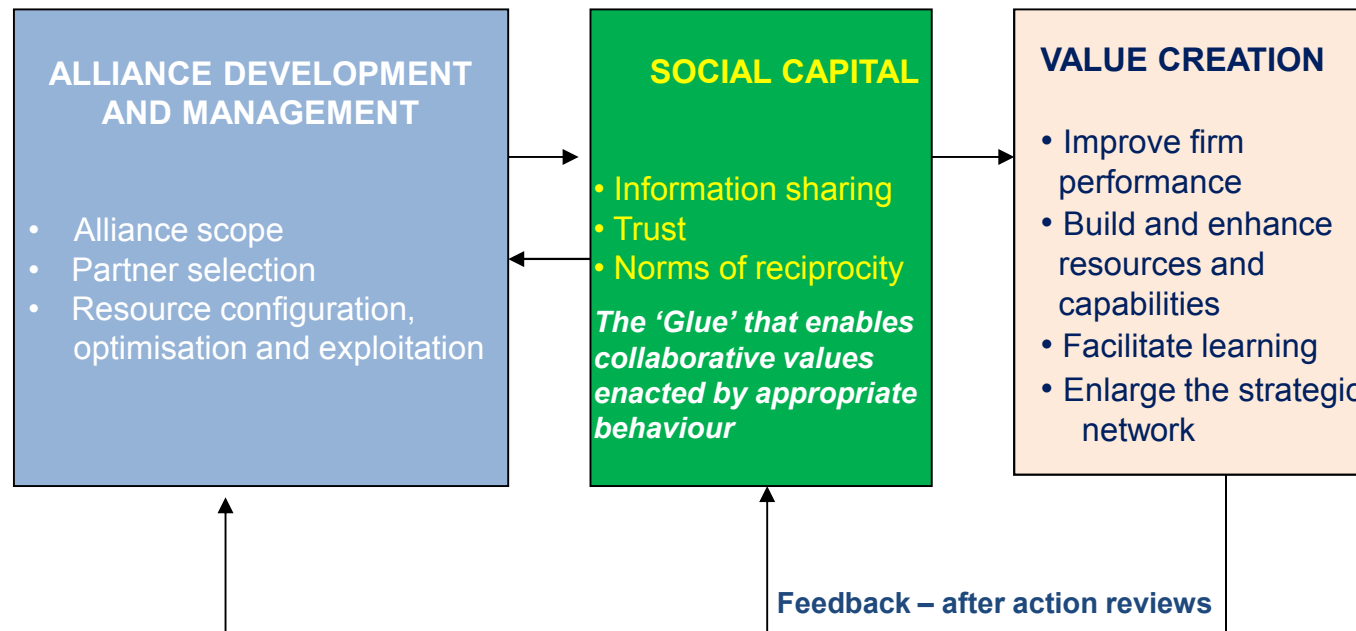 ALLIANCE DEVELOPMENT
AND MANAGEMENT
• Alliance scope
• Partner selection
• Resource configuration,
optimisation and exploitation
SOCIAL CAPITAL
• Information sharing
• Trust
• Norms of reciprocity
The ‘Glue’ that enables
collaborative values
enacted by appropriate
behaviour
VALUE CREATION
• Improve firm
performance
• Build and enhance
resources and
capabilities
• Facilitate learning
• Enlarge the strategic
network
Feedback – after action reviews